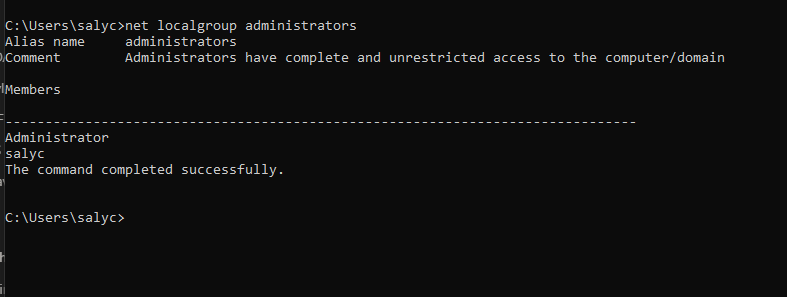 C:\Users\salyc>net localgroup administrators
Alias name     administrators
Comment        Administrators have complete and unrestricted access to the computer/domain

Members

-------------------------------------------------------------------------------
Administrator
salyc
The command completed successfully.

C:\Users\salyc>